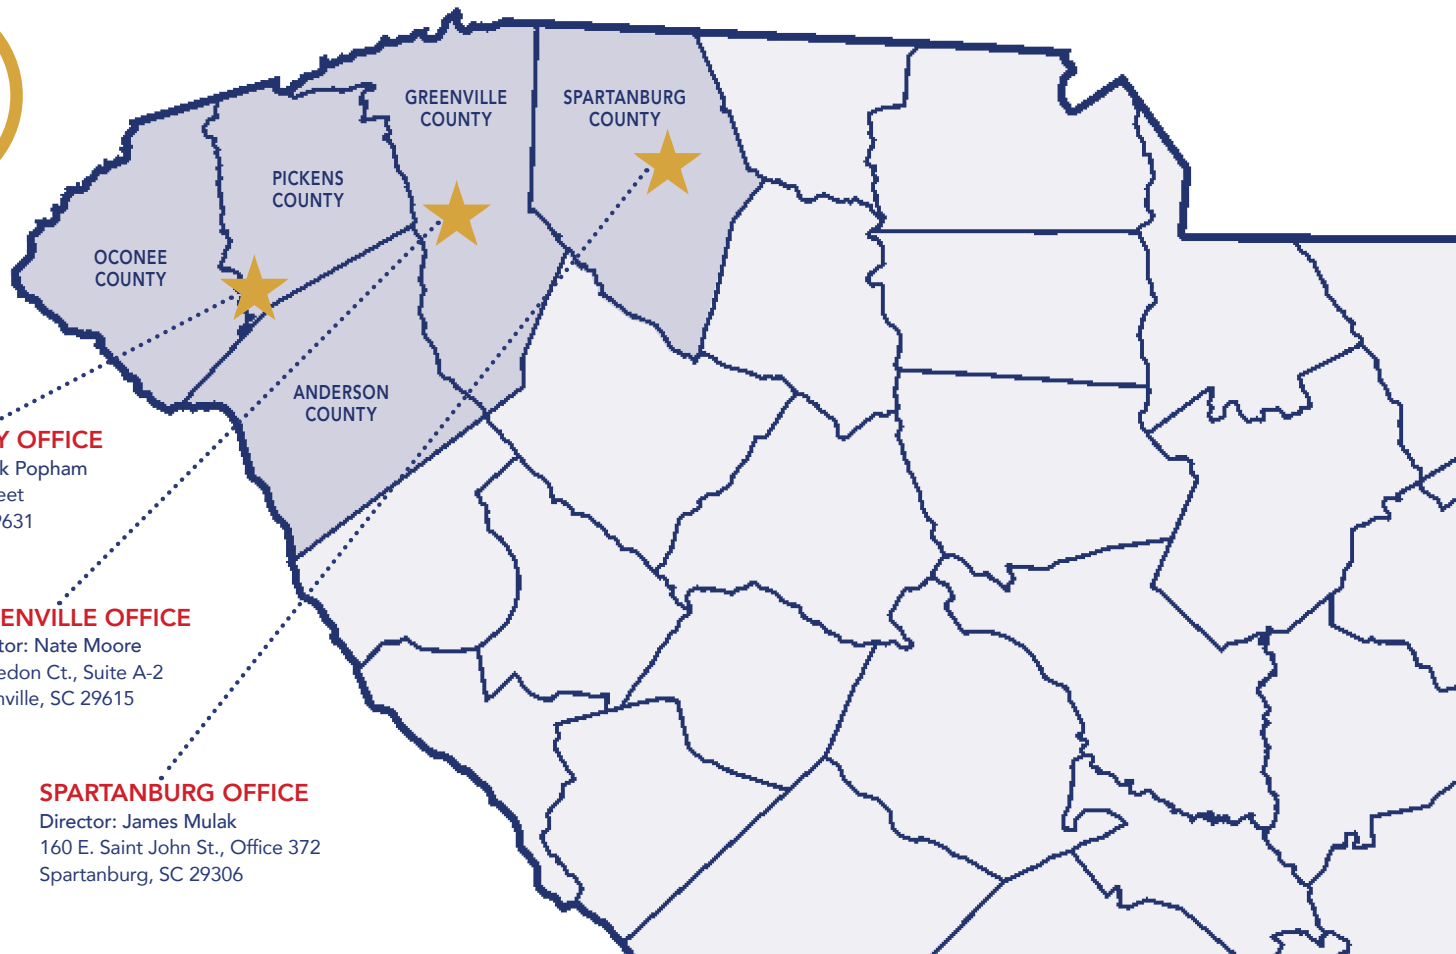 GREENVILLE
COUNTY
SPARTANBURG
COUNTY
PICKENS
COUNTY
OCONEE
COUNTY
ANDERSON
COUNTY
Y OFFICE
k Popham
eet
9631
ENVILLE OFFICE
tor: Nate Moore
edon Ct., Suite A-2
nville, SC 29615
SPARTANBURG OFFICE
Director: James Mulak
160 E. Saint John St., Office 372
Spartanburg, SC 29306